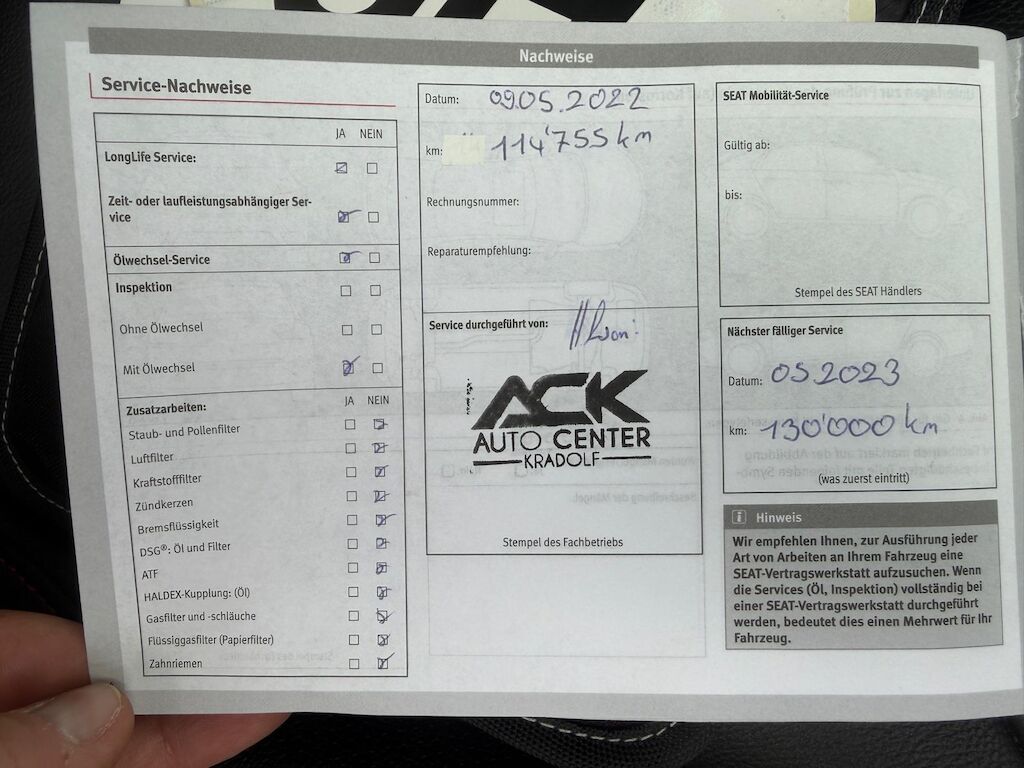 Nachweise
Service-Nachweise
JA NEIN
LongLife Service:
Zeit- oder laufleistungsabhängiger Ser-
vice
Ölwechsel-Service
Inspektion
Ohne Ölwechsel
Mit Ölwechsel
Zusatzarbeiten: JA NEIN
Staub- und Pollenfilter
Luftfilter
Kraftstofffilter
Zündkerzen
Bremsflüssigkeit
DSG®: Öl und Filter
ATF
HALDEX-Kupplung: (Öl)
Gasfilter und -schläuche
Flüssiggasfilter (Papierfilter)
Zahnriemen
Datum: 09.05.2022
km: 114'755 km
Rechnungsnummer:
Reparaturempfehlung:
Service durchgeführt von:
ACK
AUTO CENTER
KRADOLF
Stempel des Fachbetriebs
SEAT Mobilität-Service
Gültig ab:
bis:
Stempel des SEAT Händlers
Nächster fälliger Service
Datum: 05 2023
km: 130'000 km
(was zuerst eintritt)
i Hinweis
Wir empfehlen Ihnen, zur Ausführung jeder
Art von Arbeiten an Ihrem Fahrzeug eine
SEAT-Vertragswerkstatt aufzusuchen. Wenn
die Services (Öl, Inspektion) vollständig bei
einer SEAT-Vertragswerkstatt durchgeführt
werden, bedeutet dies einen Mehrwert für Ihr
Fahrzeug.